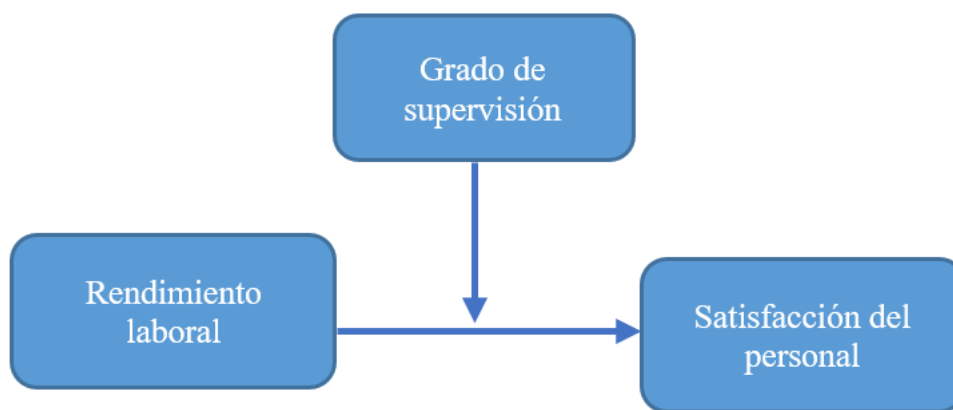 Grado de
supervisión
Rendimiento
laboral
Satisfacción del
personal